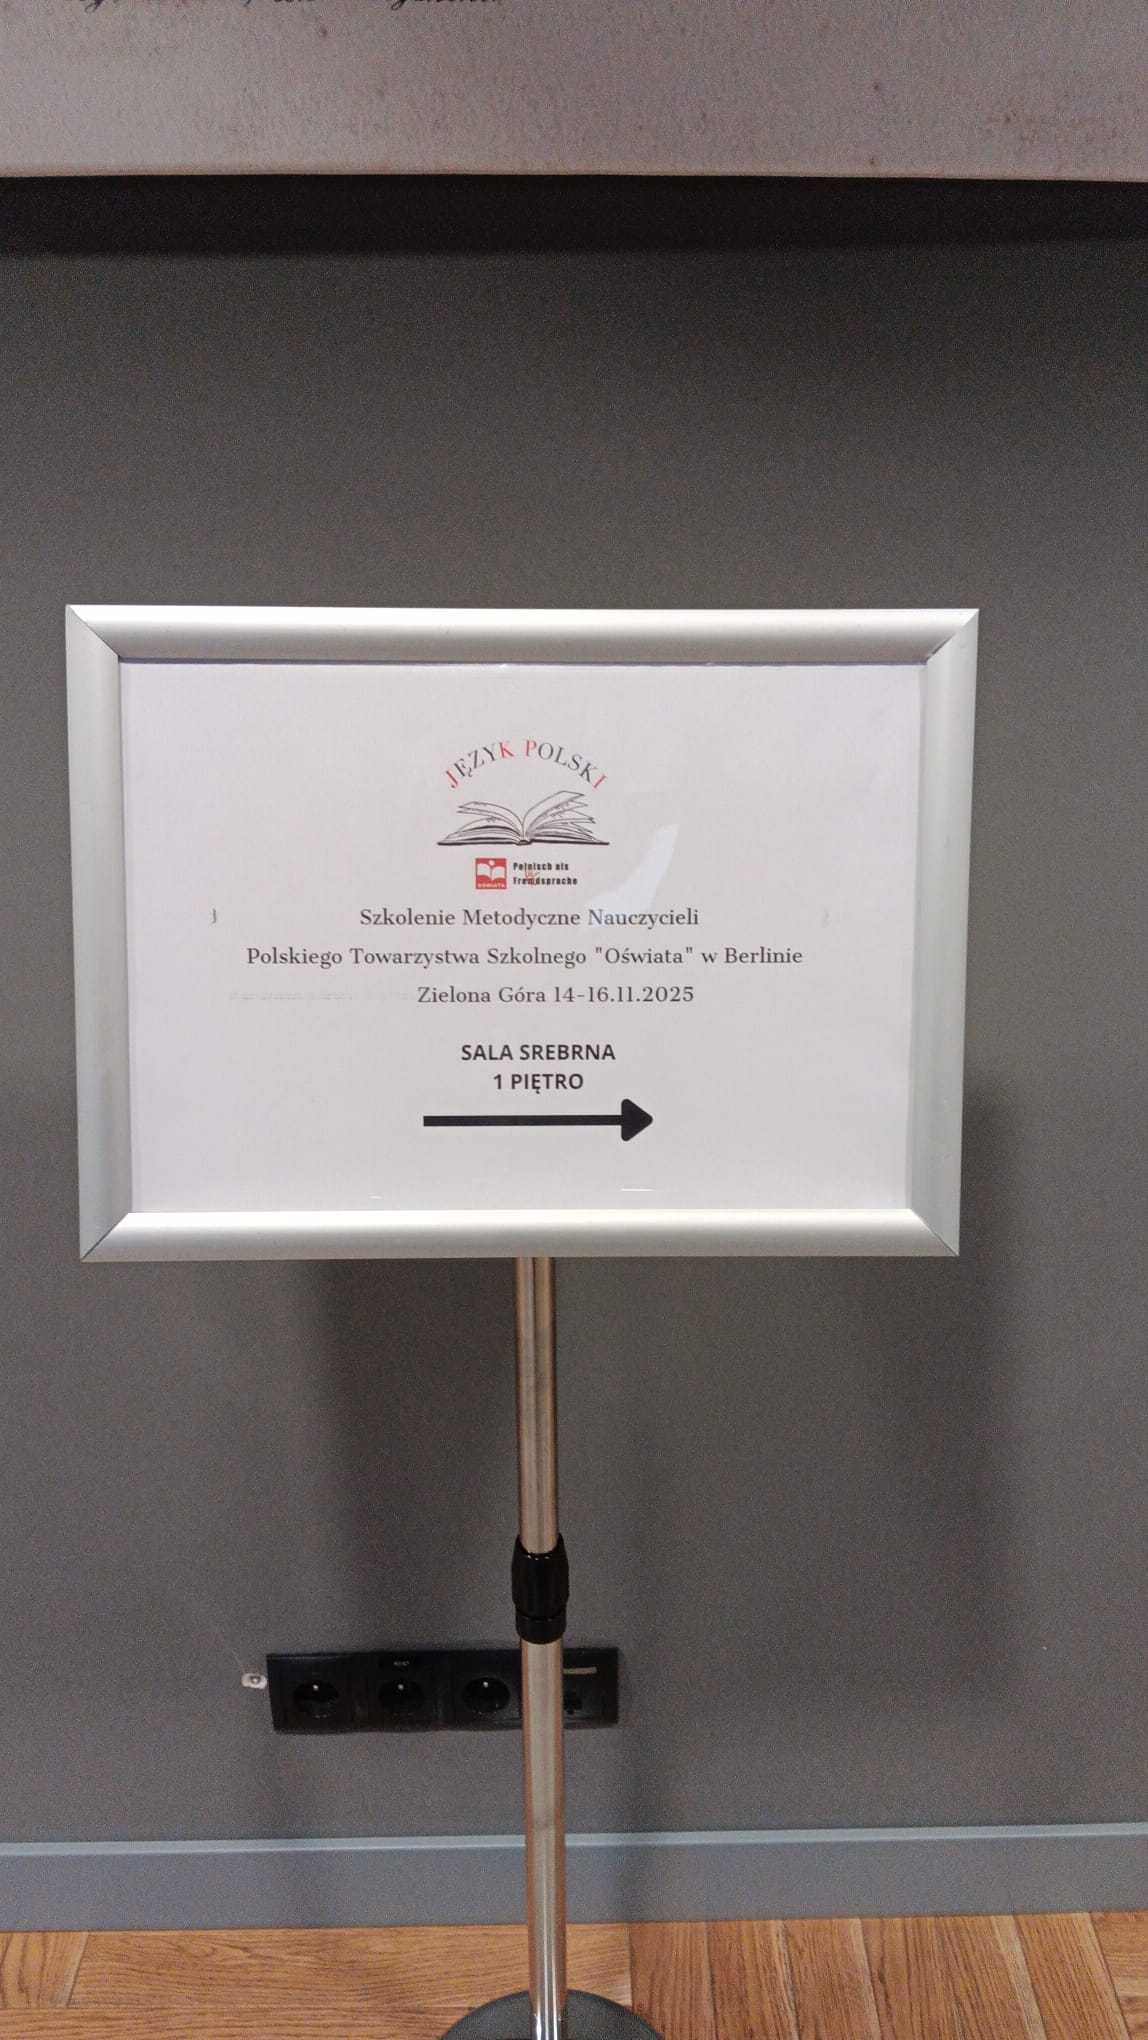 JĘZYK POLSKI
OŚWIATA
Polnisch als
Fremdsprache
Szkolenie Metodyczne Nauczycieli
Polskiego Towarzystwa Szkolnego "Oświata" w Berlinie
Zielona Góra 14-16.11.2025
SALA SREBRNA
1 PIĘTRO